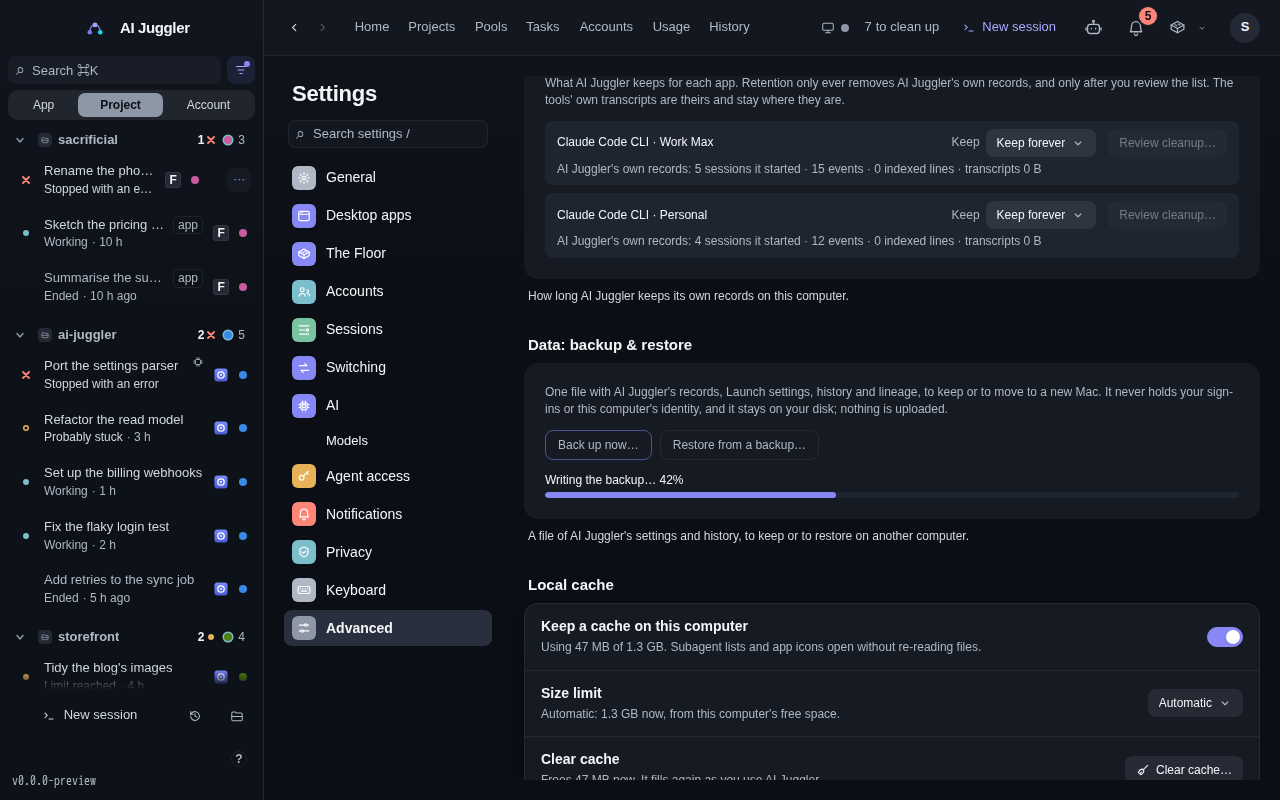 AI Juggler
Search ⌘K
App Project Account
sacrificial 1 3
Rename the pho…
Stopped with an e… F
Sketch the pricing … app
Working · 10 h F
Summarise the su… app
Ended · 10 h ago F
ai-juggler 2 5
Port the settings parser
Stopped with an error
Refactor the read model
Probably stuck · 3 h
Set up the billing webhooks
Working · 1 h
Fix the flaky login test
Working · 2 h
Add retries to the sync job
Ended · 5 h ago
storefront 2 4
Tidy the blog's images
Limit reached · 4 h
New session
?
v0.0.0-preview
Home Projects Pools Tasks Accounts Usage History
7 to clean up
New session
5
S
Settings
Search settings /
General
Desktop apps
The Floor
Accounts
Sessions
Switching
AI
Models
Agent access
Notifications
Privacy
Keyboard
Advanced
What AI Juggler keeps for each app. Retention only ever removes AI Juggler's own records, and only after you review the list. The
tools' own transcripts are theirs and stay where they are.
Claude Code CLI · Work Max Keep Keep forever Review cleanup…
AI Juggler's own records: 5 sessions it started · 15 events · 0 indexed lines · transcripts 0 B
Claude Code CLI · Personal Keep Keep forever Review cleanup…
AI Juggler's own records: 4 sessions it started · 12 events · 0 indexed lines · transcripts 0 B
How long AI Juggler keeps its own records on this computer.
Data: backup & restore
One file with AI Juggler's records, Launch settings, history and lineage, to keep or to move to a new Mac. It never holds your sign-
ins or this computer's identity, and it stays on your disk; nothing is uploaded.
Back up now… Restore from a backup…
Writing the backup… 42%
A file of AI Juggler's settings and history, to keep or to restore on another computer.
Local cache
Keep a cache on this computer
Using 47 MB of 1.3 GB. Subagent lists and app icons open without re-reading files.
Size limit
Automatic: 1.3 GB now, from this computer's free space.
Automatic
Clear cache
Frees 47 MB now. It fills again as you use AI Juggler.
Clear cache…